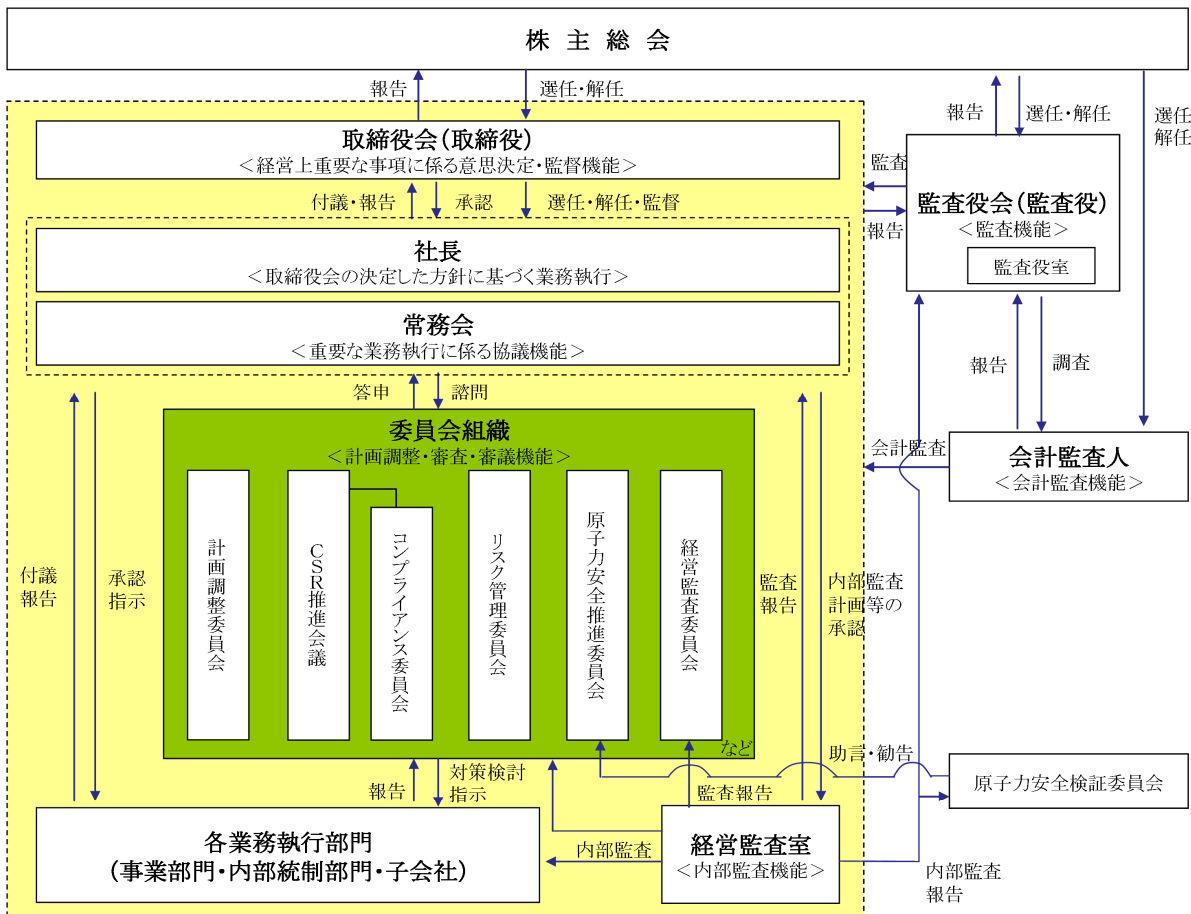 株 主 総 会
報告
選任・解任
報告
選任・解任
選任
解任
取締役会(取締役)
<経営上重要な事項に係る意思決定・監督機能>
監査
報告
監査役会(監査役)
<監査機能>
監査役室
付議・報告
承認
選任・解任・監督
社長
<取締役会の決定した方針に基づく業務執行>
常務会
<重要な業務執行に係る協議機能>
報告
調査
答申
諮問
委員会組織
<計画調整・審査・審議機能>
会計監査
会計監査人
<会計監査機能>
計画調整委員会
CSR推進会議
コンプライアンス委員会
リスク管理委員会
原子力安全推進委員会
経営監査委員会
など
付議
報告
承認
指示
監査
報告
内部監査
計画等の
承認
助言・勧告
原子力安全検証委員会
報告
対策検討
指示
監査報告
各業務執行部門
(事業部門・内部統制部門・子会社)
内部監査
経営監査室
<内部監査機能>
内部監査
報告